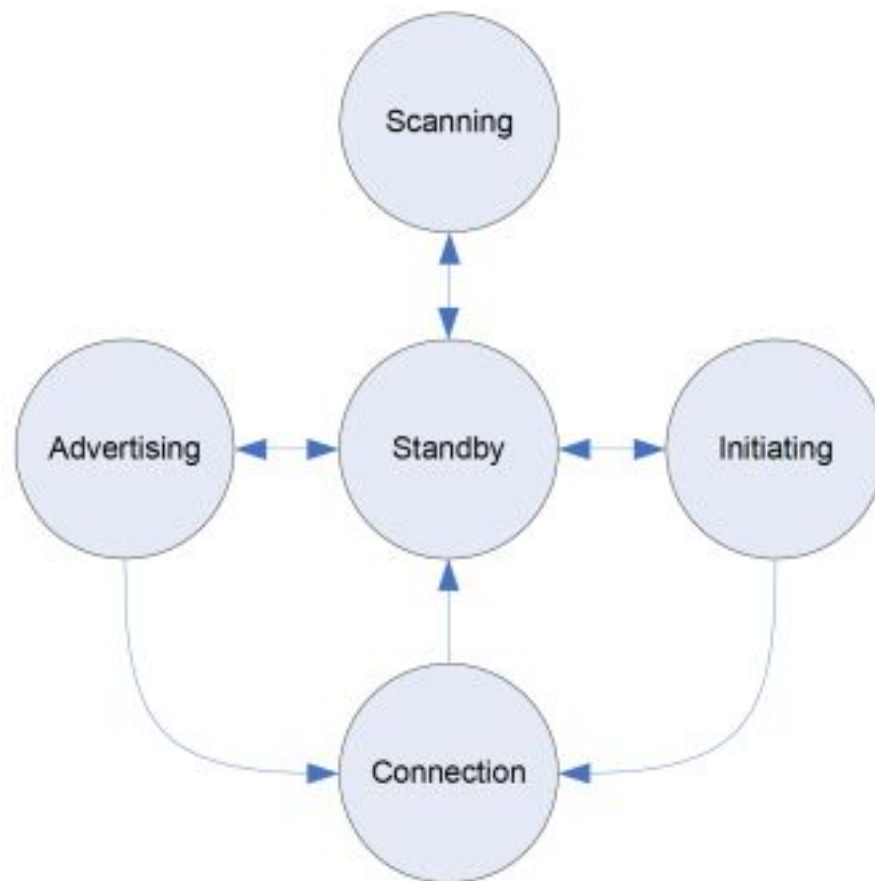 Scanning
Advertising
Standby
Initiating
Connection